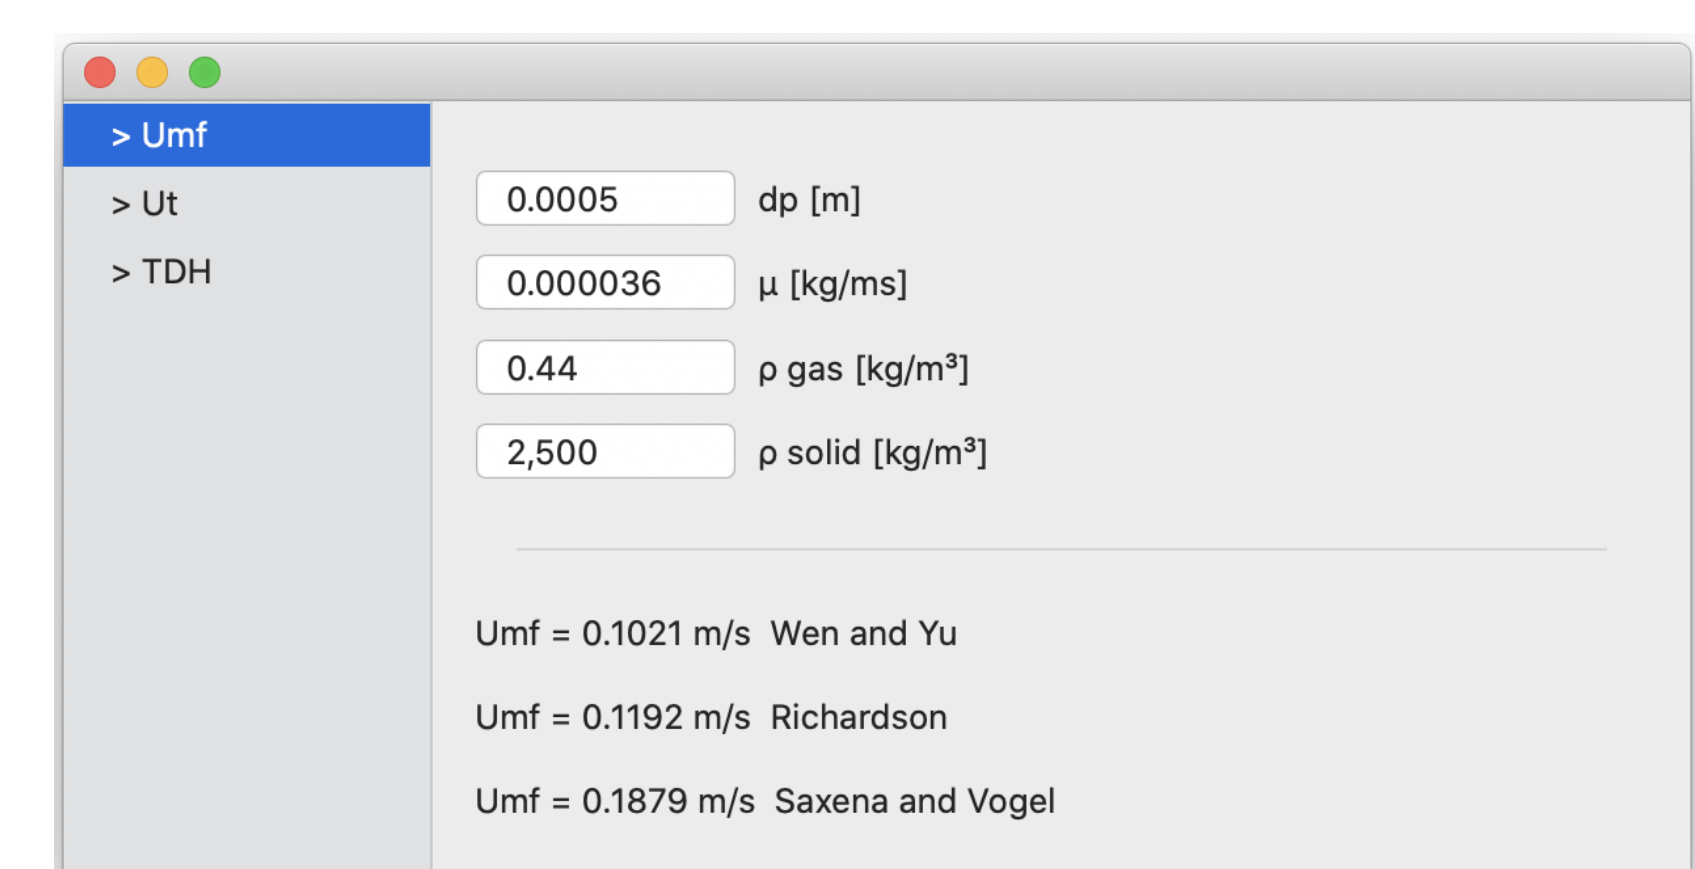 > Umf
> Ut
> TDH
0.0005 dp [m]
0.000036 μ [kg/ms]
0.44 ρ gas [kg/m³]
2,500 ρ solid [kg/m³]
Umf = 0.1021 m/s Wen and Yu
Umf = 0.1192 m/s Richardson
Umf = 0.1879 m/s Saxena and Vogel